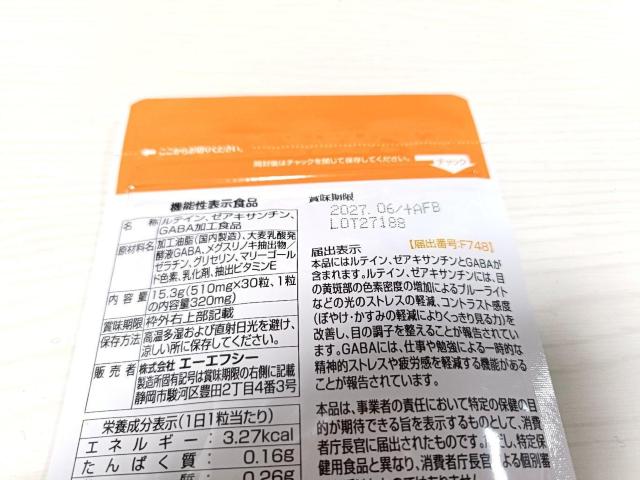 ここからお切りください。
開封後はチャックを閉じて保存してください。
チャック
機能性表示食品
名称 ルテイン、ゼアキサンチン、
GABA加工食品
原材料名 加工油脂(国内製造)、大麦乳酸発
酵液GABA、メグスリノキ抽出物/
ゼラチン、グリセリン、マリーゴール
ド色素、乳化剤、抽出ビタミンE
内容量 15.3g(510mg×30粒、1粒
の内容量320mg)
賞味期限 枠外右上部記載
保存方法 高温多湿および直射日光を避け、
涼しい所に保存してください。
販売者 株式会社 エーエフシー
製造所固有記号は賞味期限の右側に記載
静岡市駿河区豊田2丁目4番3号
栄養成分表示(1日1粒当たり)
エネルギー:3.27kcal
たんぱく質:0.16g
質:0.26g
賞味期限
2027.06/4AFB
LOT27188
届出表示 【届出番号:F748】
本品にはルテイン、ゼアキサンチンとGABAが
含まれます。ルテイン、ゼアキサンチンには、目
の黄斑部の色素密度の増加によるブルーライト
などの光のストレスの軽減、コントラスト感度
(ぼやけ・かすみの軽減によりくっきり見る力)を
改善し、目の調子を整えることが報告されていま
す。GABAには、仕事や勉強による一時的な
精神的ストレスや疲労感を軽減する機能がある
ことが報告されています。
本品は、事業者の責任において特定の保健の目
的が期待できる旨を表示するものとして、消費
者庁長官に届出されたものです。ただし、特定保
健用食品と異なり、消費者庁長官による個別審